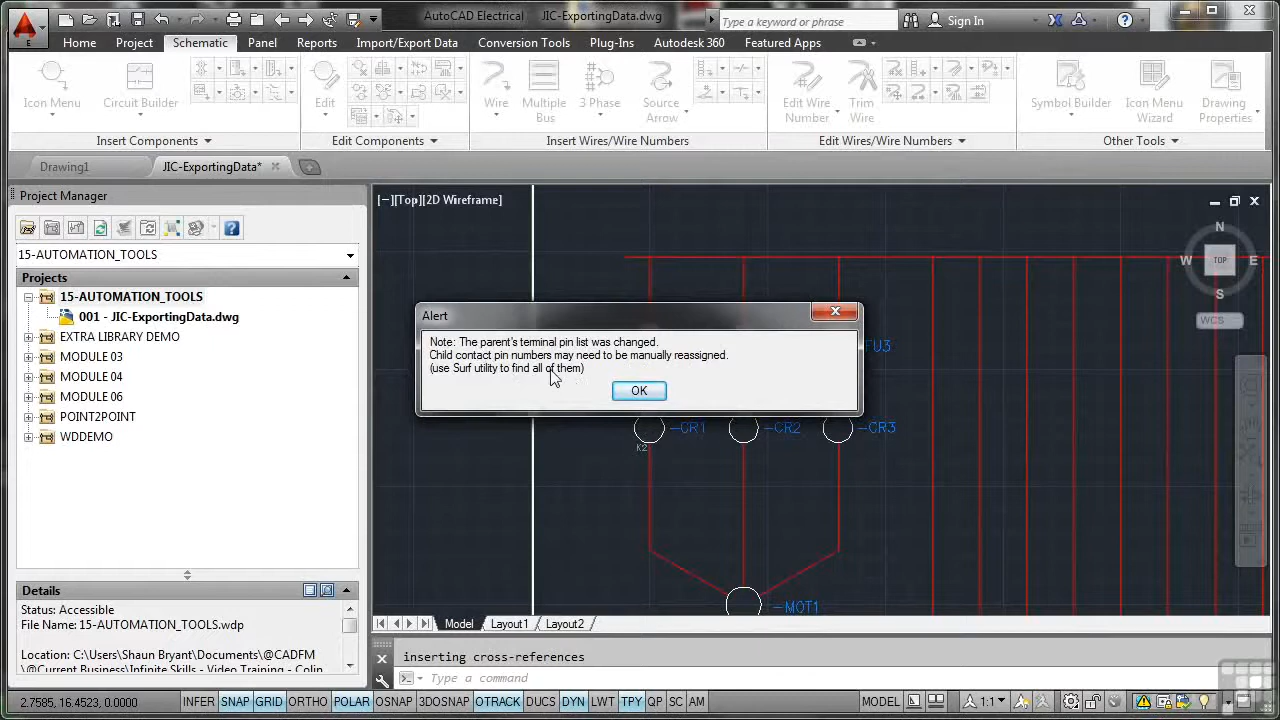 AutoCAD Electrical JIC-ExportingData.dwg
Type a keyword or phrase
Sign In
Home Project Schematic Panel Reports Import/Export Data Conversion Tools Plug-Ins Autodesk 360 Featured Apps
Icon Menu
Circuit Builder
Edit
Wire
Multiple Bus
3 Phase
Source Arrow
Edit Wire Number
Trim Wire
Symbol Builder
Icon Menu Wizard
Drawing Properties
Insert Components Edit Components Insert Wires/Wire Numbers Edit Wires/Wire Numbers Other Tools
Drawing1 JIC-ExportingData*
Project Manager
15-AUTOMATION_TOOLS
Projects
15-AUTOMATION_TOOLS
001 - JIC-ExportingData.dwg
EXTRA LIBRARY DEMO
MODULE 03
MODULE 04
MODULE 06
POINT2POINT
WDDEMO
Details
Status: Accessible
File Name: 15-AUTOMATION_TOOLS.wdp
Location: C:\Users\Shaun Bryant\Documents\@CADFM
\@Current Business\Infinite Skills - Video Training - Colin
[−][Top][2D Wireframe]
N
W TOP E
S
WCS
Alert
Note: The parent's terminal pin list was changed.
Child contact pin numbers may need to be manually reassigned.
(use Surf utility to find all of them)
OK
FU3
-CR1 -CR2 -CR3
K2
-MOT1
Model Layout1 Layout2
inserting cross-references
Type a command
2.7585, 16.4523, 0.0000 INFER SNAP GRID ORTHO POLAR OSNAP 3DOSNAP OTRACK DUCS DYN LWT TPY QP SC AM MODEL 1:1